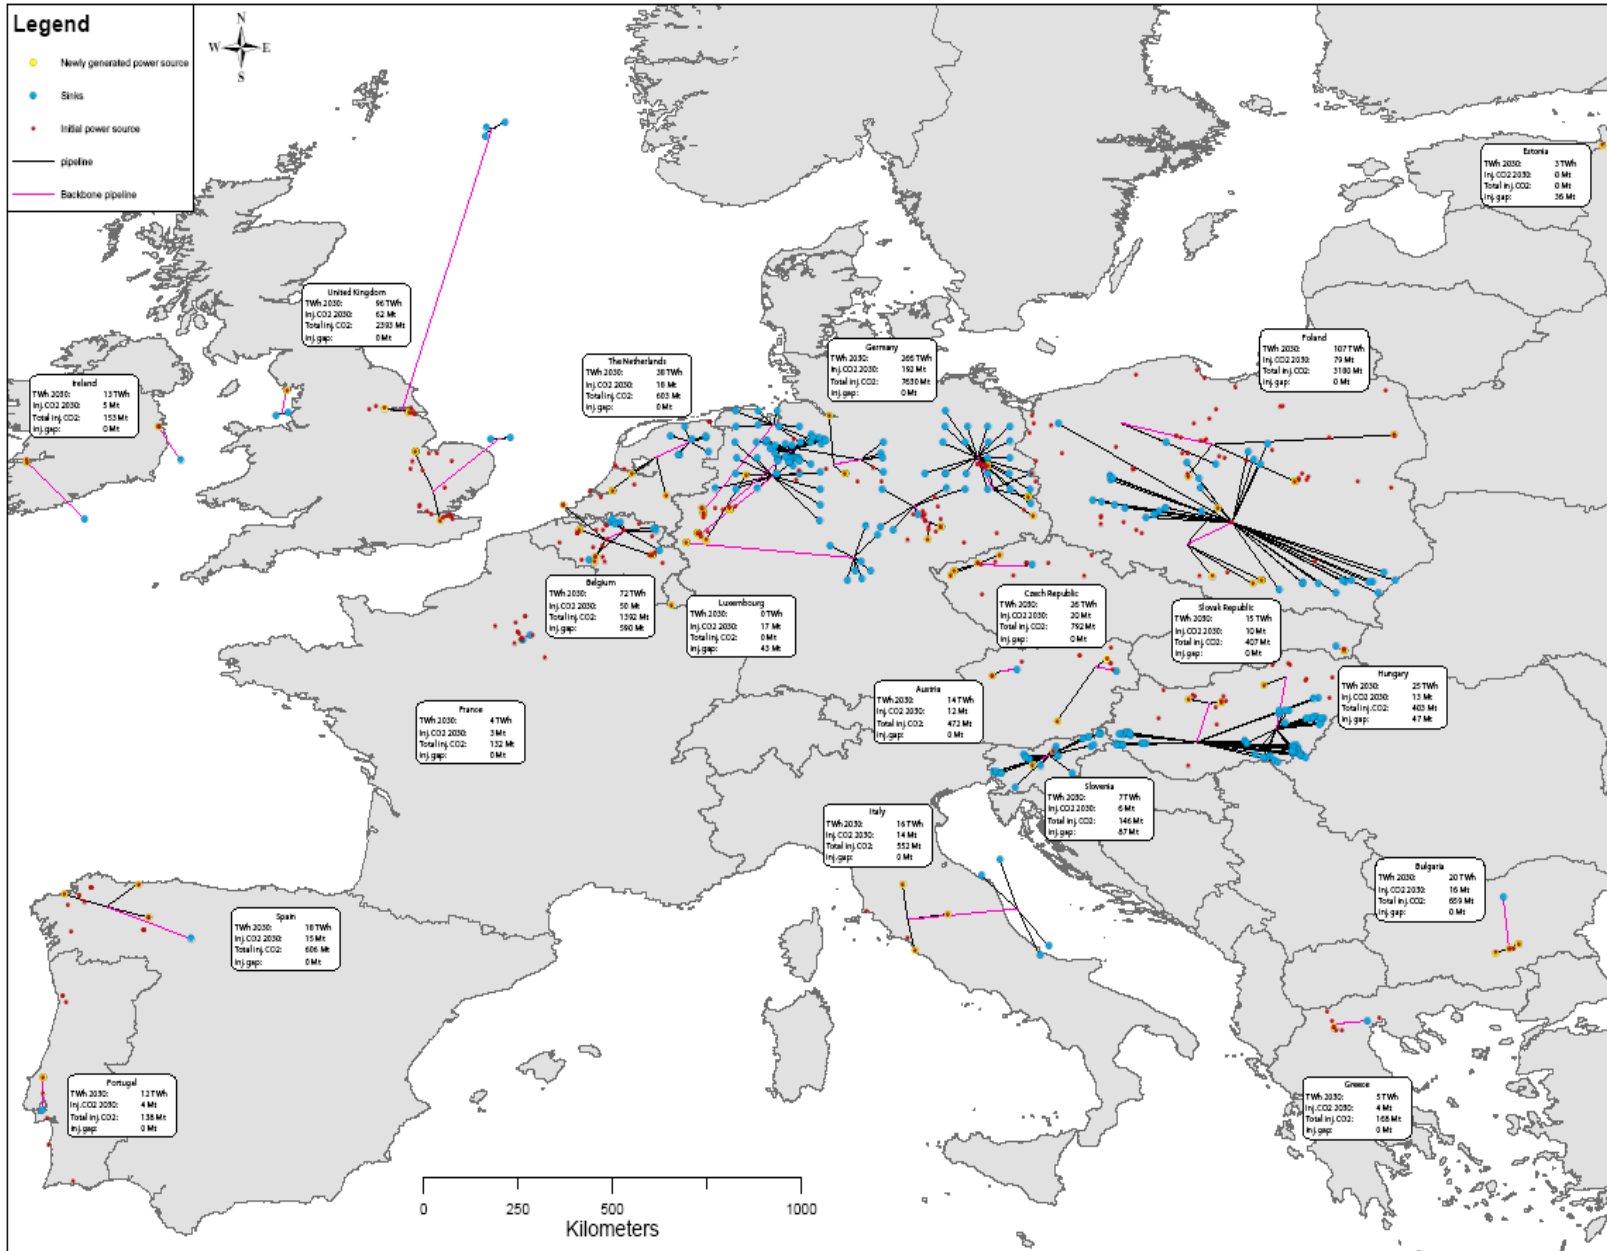 Legend
Newly generated power source
Sinks
Initial power source
pipeline
Backbone pipeline
N
W E
S
Estonia
TWh 2030: 3 TWh
Inj. CO2 2030: 0 Mt
Total inj. CO2: 0 Mt
Inj. gap: 36 Mt
United Kingdom
TWh 2030: 96 TWh
Inj. CO2 2030: 62 Mt
Total inj. CO2: 2393 Mt
Inj. gap: 0 Mt
Poland
TWh 2030: 107 TWh
Inj. CO2 2030: 79 Mt
Total inj. CO2: 3180 Mt
Inj. gap: 0 Mt
Germany
TWh 2030: 266 TWh
Inj. CO2 2030: 192 Mt
Total inj. CO2: 7630 Mt
Inj. gap: 0 Mt
The Netherlands
TWh 2030: 38 TWh
Inj. CO2 2030: 18 Mt
Total inj. CO2: 603 Mt
Inj. gap: 0 Mt
Ireland
TWh 2030: 13 TWh
Inj. CO2 2030: 5 Mt
Total inj. CO2: 153 Mt
Inj. gap: 0 Mt
Belgium
TWh 2030: 72 TWh
Inj. CO2 2030: 50 Mt
Total inj. CO2: 1392 Mt
Inj. gap: 590 Mt
Luxembourg
TWh 2030: 0 TWh
Inj. CO2 2030: 17 Mt
Total inj. CO2: 0 Mt
Inj. gap: 43 Mt
Czech Republic
TWh 2030: 26 TWh
Inj. CO2 2030: 20 Mt
Total inj. CO2: 792 Mt
Inj. gap: 0 Mt
Slovak Republic
TWh 2030: 15 TWh
Inj. CO2 2030: 10 Mt
Total inj. CO2: 407 Mt
Inj. gap: 0 Mt
Hungary
TWh 2030: 25 TWh
Inj. CO2 2030: 13 Mt
Total inj. CO2: 403 Mt
Inj. gap: 47 Mt
Austria
TWh 2030: 14 TWh
Inj. CO2 2030: 12 Mt
Total inj. CO2: 472 Mt
Inj. gap: 0 Mt
France
TWh 2030: 4 TWh
Inj. CO2 2030: 3 Mt
Total inj. CO2: 132 Mt
Inj. gap: 0 Mt
Slovenia
TWh 2030: 7 TWh
Inj. CO2 2030: 6 Mt
Total inj. CO2: 146 Mt
Inj. gap: 87 Mt
Italy
TWh 2030: 16 TWh
Inj. CO2 2030: 14 Mt
Total inj. CO2: 552 Mt
Inj. gap: 0 Mt
Bulgaria
TWh 2030: 20 TWh
Inj. CO2 2030: 16 Mt
Total inj. CO2: 659 Mt
Inj. gap: 0 Mt
Spain
TWh 2030: 18 TWh
Inj. CO2 2030: 15 Mt
Total inj. CO2: 606 Mt
Inj. gap: 0 Mt
Portugal
TWh 2030: 12 TWh
Inj. CO2 2030: 4 Mt
Total inj. CO2: 138 Mt
Inj. gap: 0 Mt
Greece
TWh 2030: 5 TWh
Inj. CO2 2030: 4 Mt
Total inj. CO2: 168 Mt
Inj. gap: 0 Mt
0 250 500 1000
Kilometers